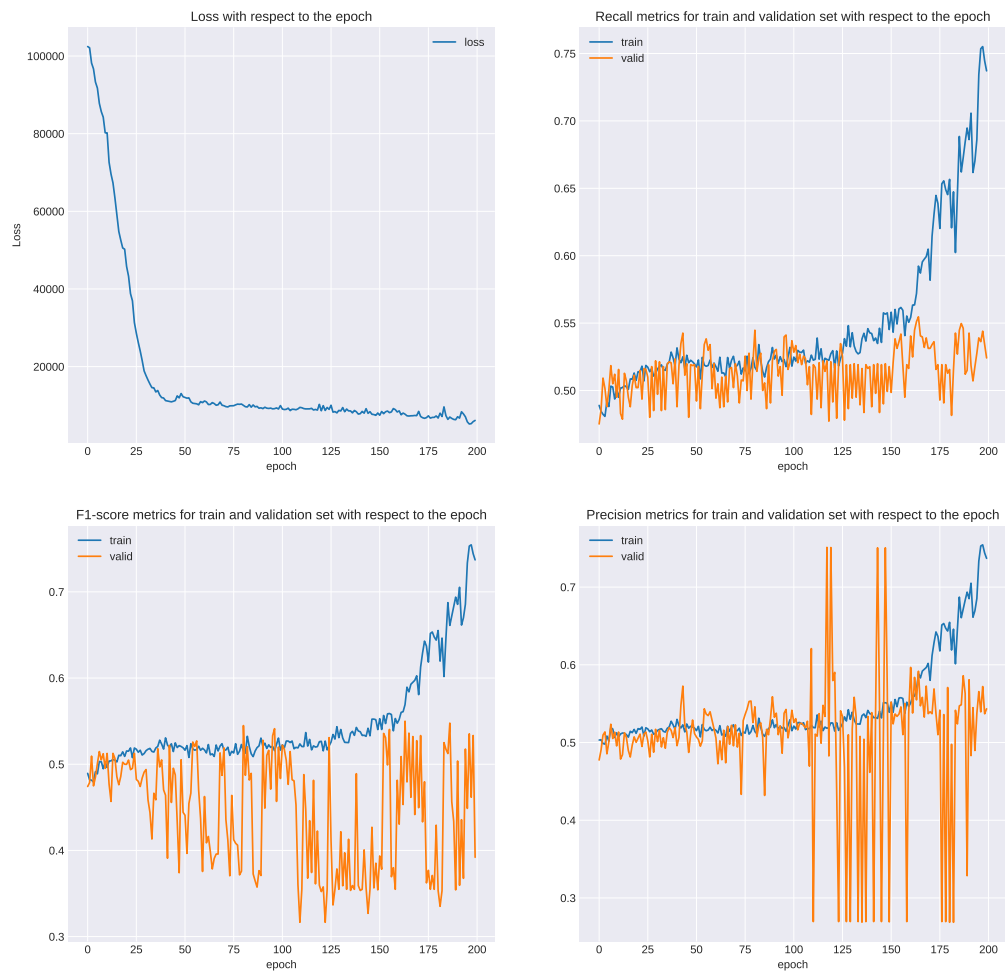 Loss with respect to the epoch
loss
100000
80000
60000
40000
20000
Loss
0 25 50 75 100 125 150 175 200
epoch
Recall metrics for train and validation set with respect to the epoch
train
valid
0.75
0.70
0.65
0.60
0.55
0.50
0 25 50 75 100 125 150 175 200
epoch
F1-score metrics for train and validation set with respect to the epoch
train
valid
0.7
0.6
0.5
0.4
0.3
0 25 50 75 100 125 150 175 200
epoch
Precision metrics for train and validation set with respect to the epoch
train
valid
0.7
0.6
0.5
0.4
0.3
0 25 50 75 100 125 150 175 200
epoch